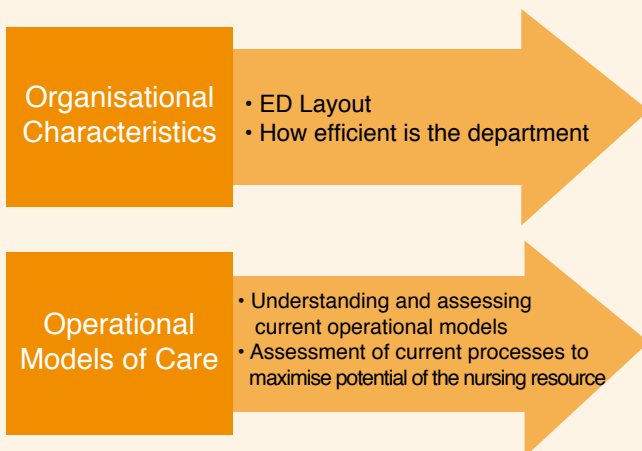 Organisational
Characteristics
• ED Layout
• How efficient is the department
Operational
Models of Care
• Understanding and assessing
current operational models
• Assessment of current processes to
maximise potential of the nursing resource